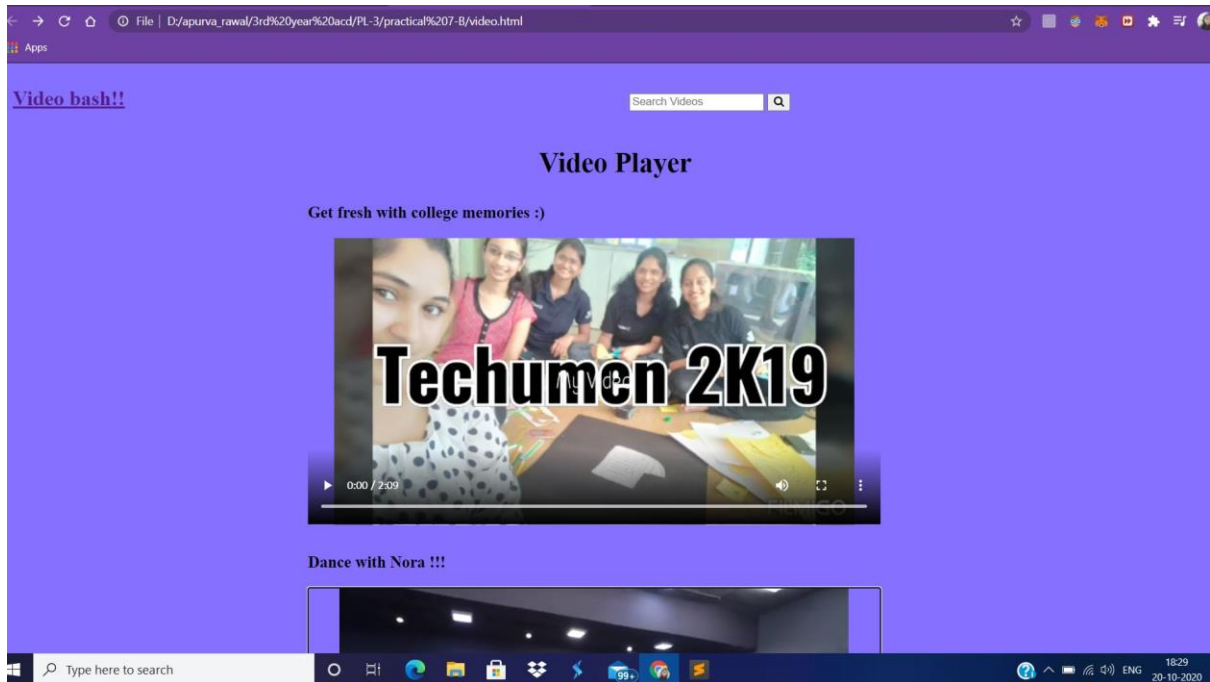 File | D:/apurva_rawal/3rd%20year%20acd/PL-3/practical%207-B/video.html
Apps
Video bash!!
Search Videos
Video Player
Get fresh with college memories :)
Techumen 2K19
My Video
0:00 / 2:09
FILMIGO
Dance with Nora !!!
Type here to search
99+
ENG
18:29
20-10-2020